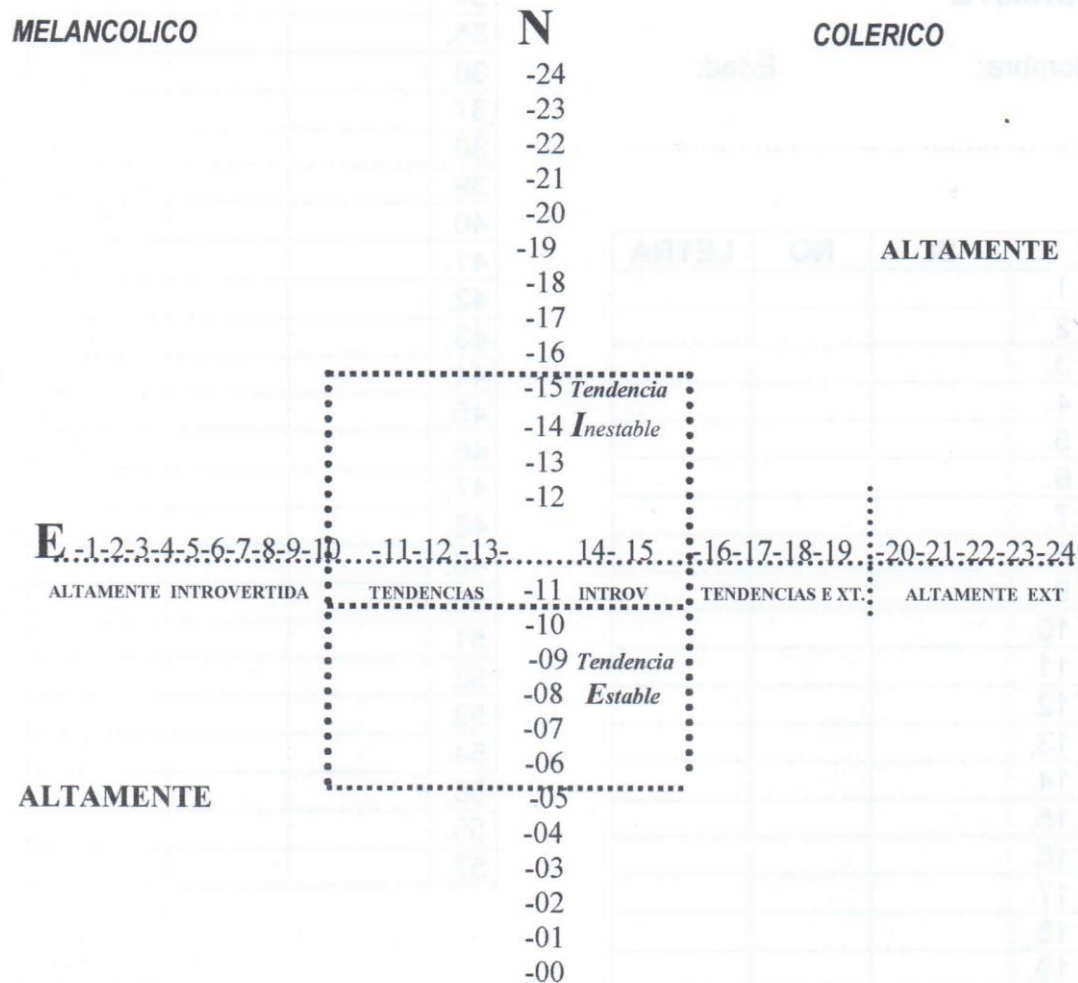 MELANCOLICO N COLERICO
-24
-23
-22
-21
-20
-19 ALTAMENTE
-18
-17
-16
-15 Tendencia
-14 Inestable
-13
-12
E -1-2-3-4-5-6-7-8-9-10 -11-12 -13- 14- 15 -16-17-18-19 -20-21-22-23-24
ALTAMENTE INTROVERTIDA TENDENCIAS -11 INTROV TENDENCIAS E XT. ALTAMENTE EXT
-10
-09 Tendencia
-08 Estable
-07
-06
ALTAMENTE -05
-04
-03
-02
-01
-00